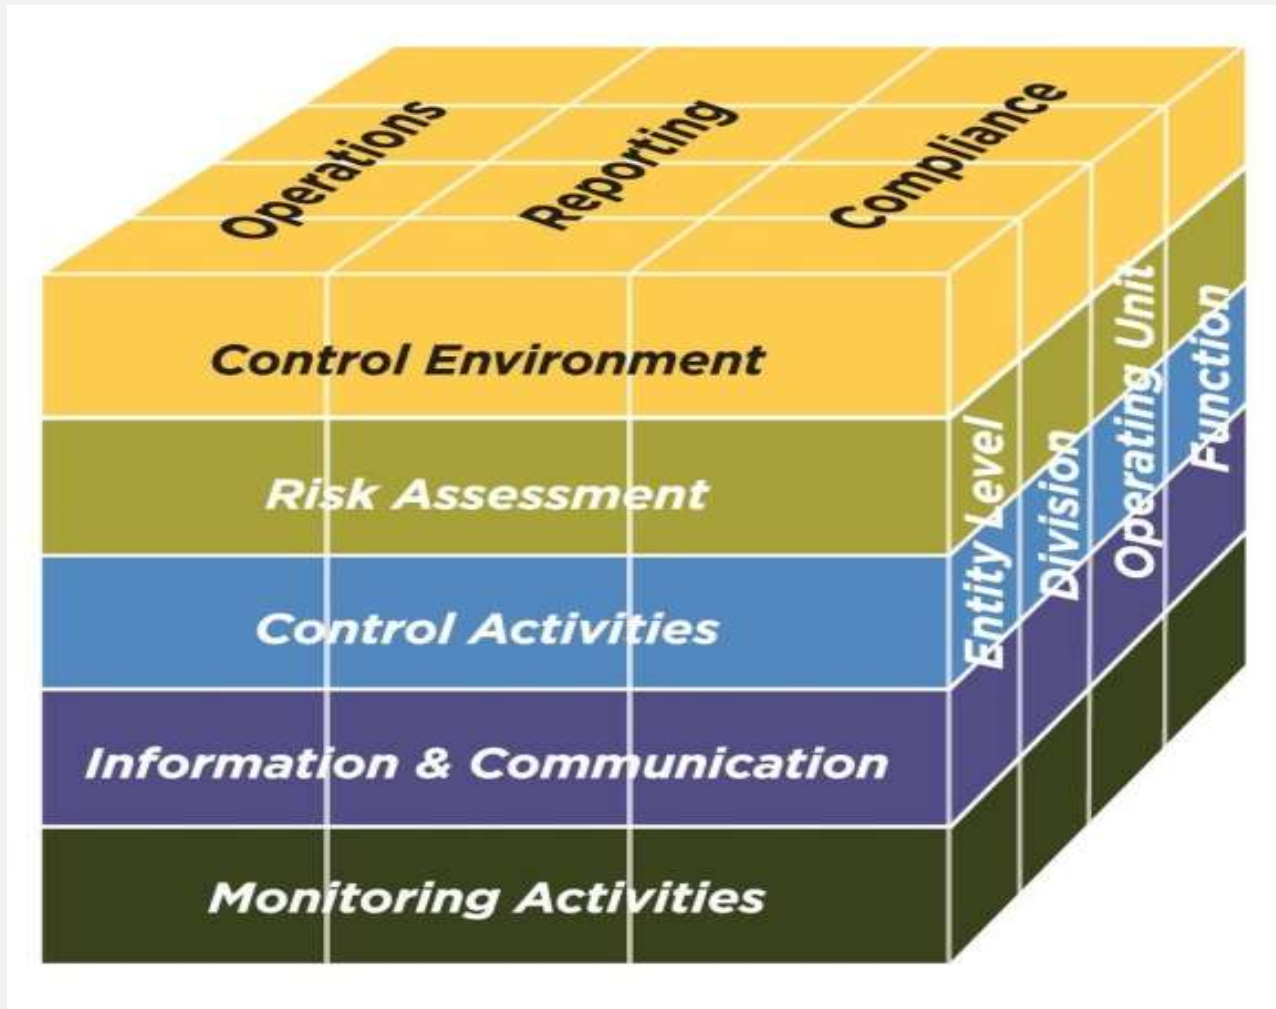 Operations
Reporting
Compliance
Control Environment
Risk Assessment
Control Activities
Information & Communication
Monitoring Activities
Entity Level
Division
Operating Unit
Function